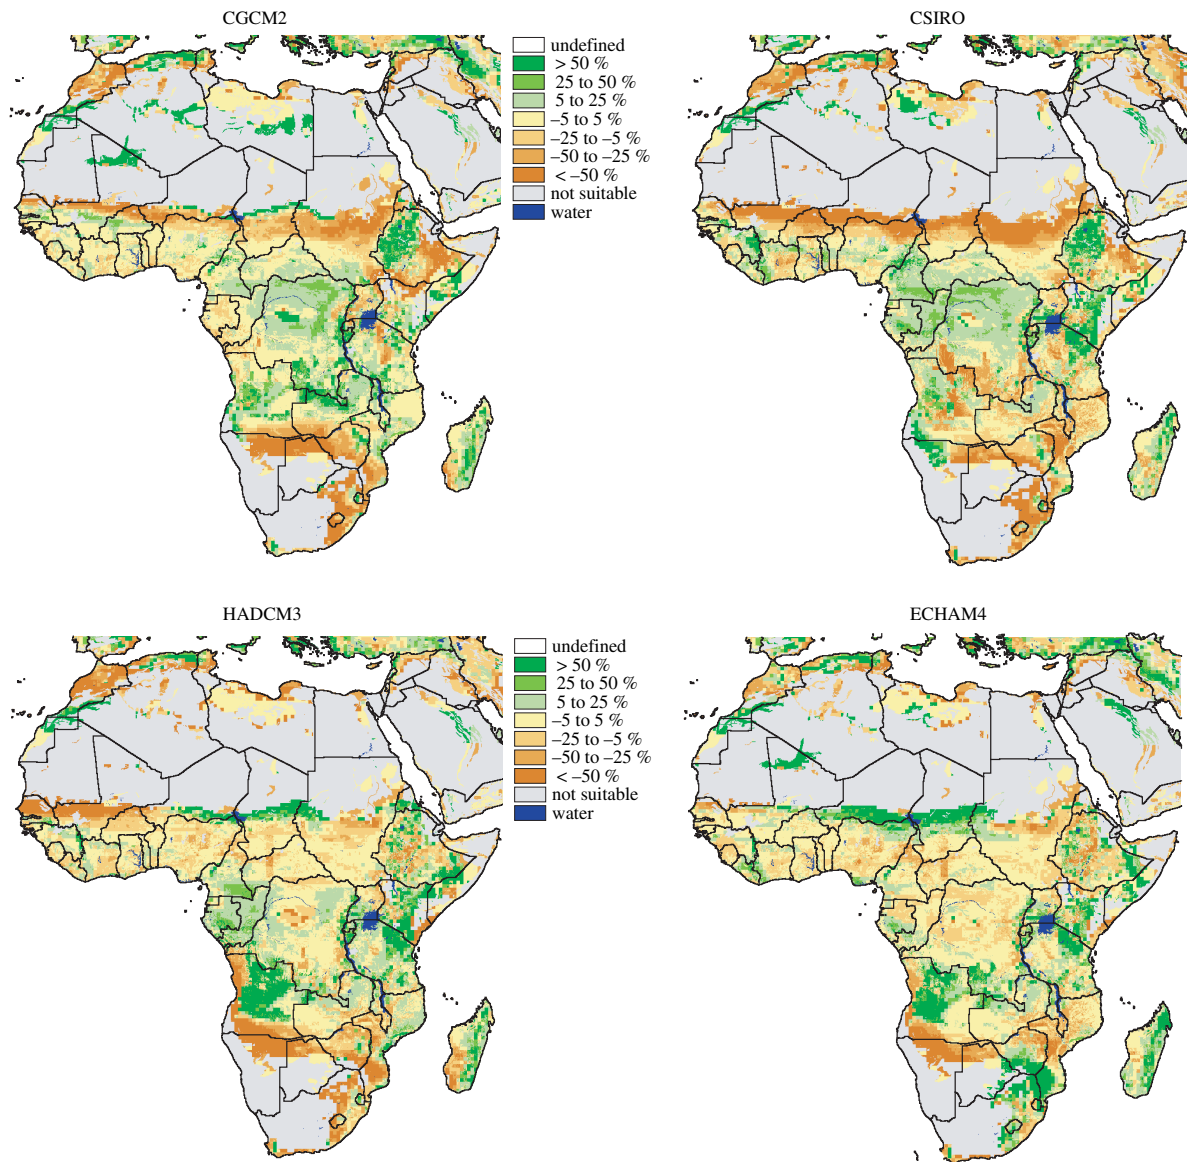 CGCM2
CSIRO
undefined
> 50 %
25 to 50 %
5 to 25 %
–5 to 5 %
–25 to –5 %
–50 to –25 %
< –50 %
not suitable
water
HADCM3
ECHAM4
undefined
> 50 %
25 to 50 %
5 to 25 %
–5 to 5 %
–25 to –5 %
–50 to –25 %
< –50 %
not suitable
water